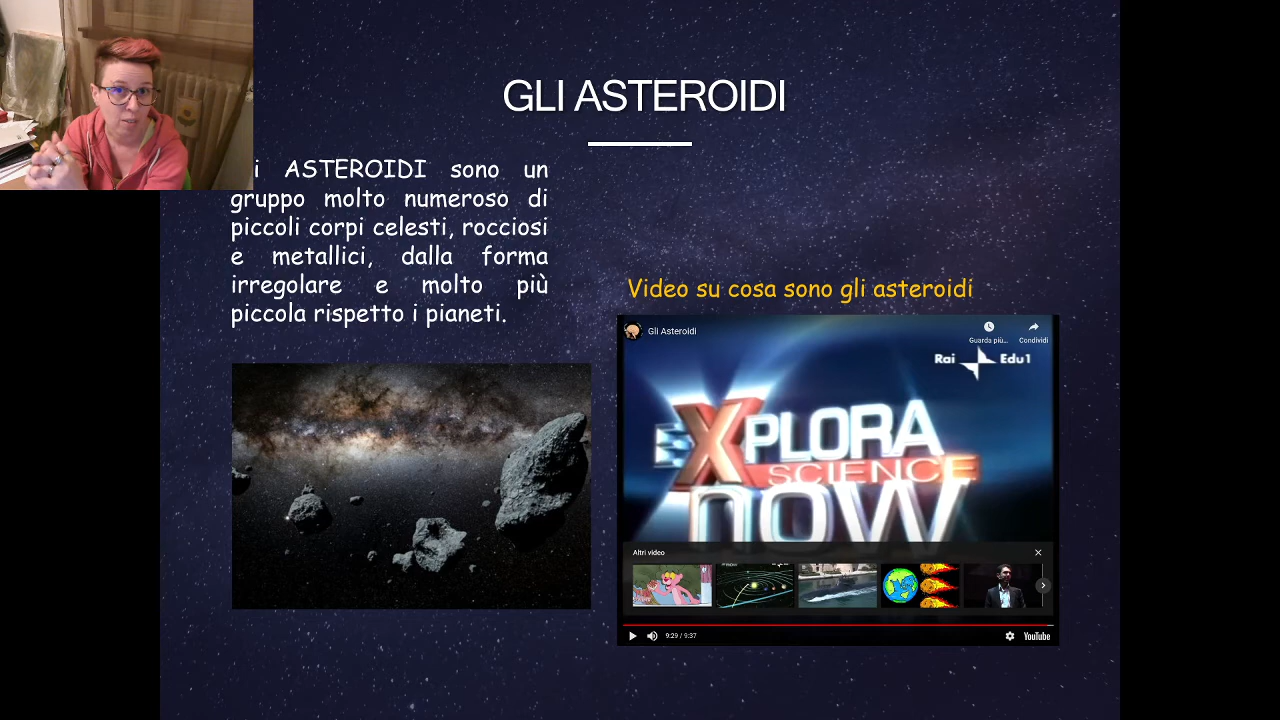 GLI ASTEROIDI
i ASTEROIDI sono un
gruppo molto numeroso di
piccoli corpi celesti, rocciosi
e metallici, dalla forma
irregolare e molto più
piccola rispetto i pianeti.
Video su cosa sono gli asteroidi
Gli Asteroidi
Guarda più...
Condividi
Rai Edu1
EXPLORA
SCIENCE
now
Altri video
9:29 / 9:37
YouTube